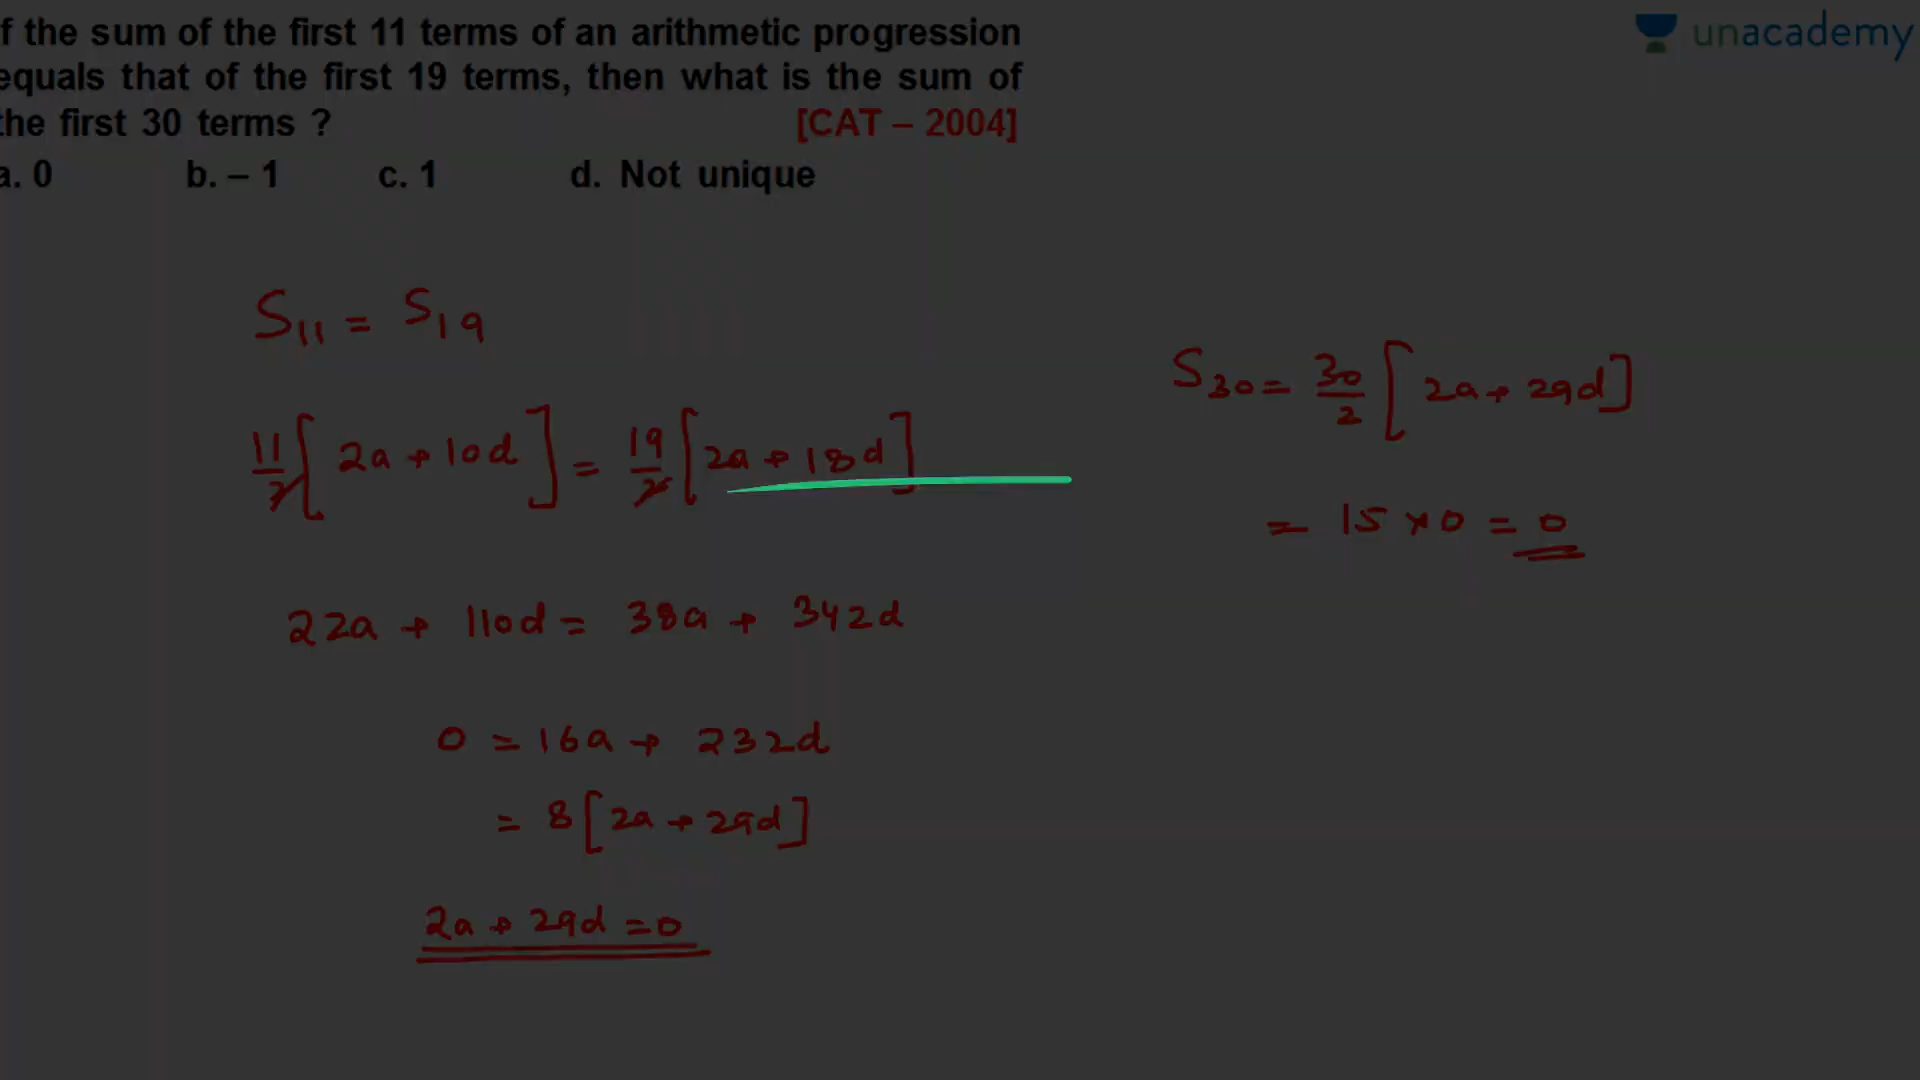 f the sum of the first 11 terms of an arithmetic progression
equals that of the first 19 terms, then what is the sum of
the first 30 terms ? [CAT – 2004]
a. 0 b. – 1 c. 1 d. Not unique
unacademy
S11 = S19
11/2 [2a + 10d] = 19/2 [2a + 18d]
22a + 110d = 38a + 342d
0 = 16a + 232d
= 8[2a + 29d]
2a + 29d = 0
S30 = 30/2 [2a + 29d]
= 15 × 0 = 0